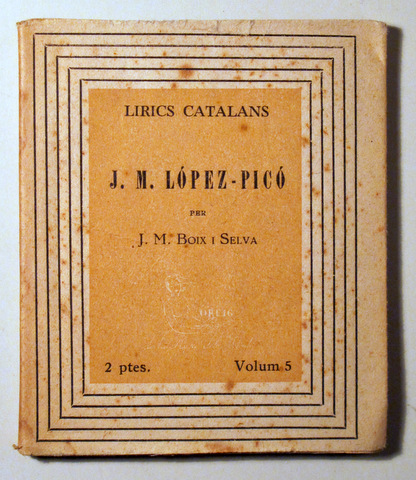 LIRICS CATALANS
J. M. LÓPEZ-PICÓ
PER
J. M. BOIX I SELVA
2 ptes.
Volum 5